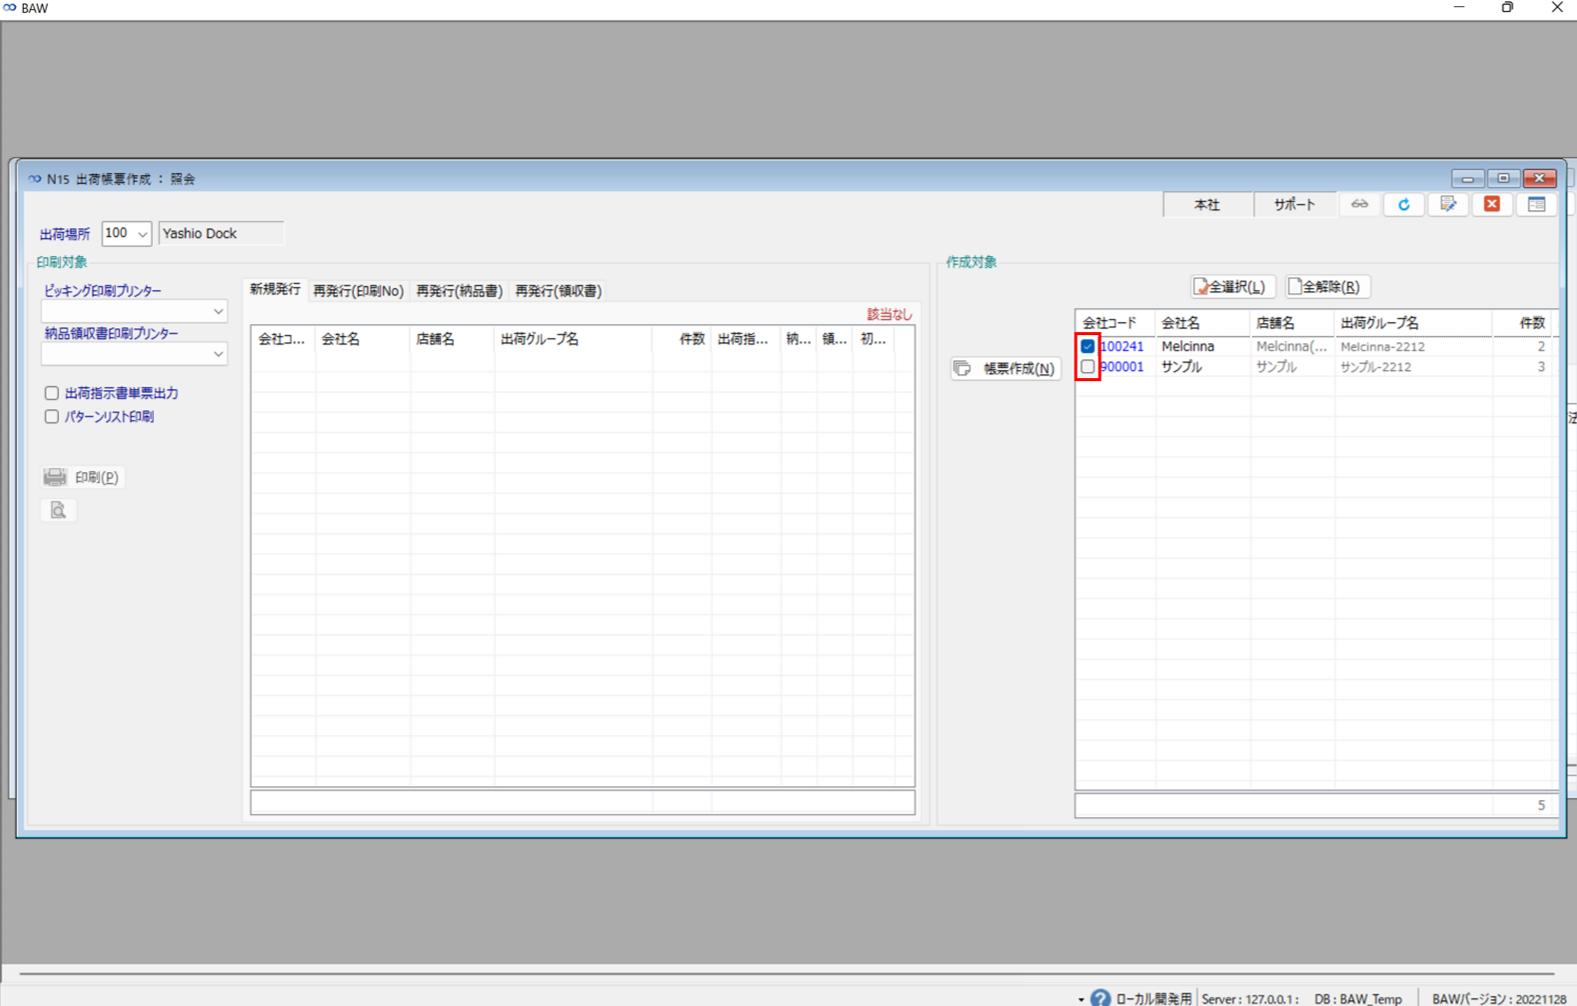 BAW
N15 出荷帳票作成 : 照会
本社 サポート
出荷場所 100 Yashio Dock
印刷対象
ピッキング印刷プリンター
納品領収書印刷プリンター
出荷指示書単票出力
パターンリスト印刷
印刷(P)
新規発行 再発行(印刷No) 再発行(納品書) 再発行(領収書)
該当なし
会社コ... 会社名 店舗名 出荷グループ名 件数 出荷指... 納... 領... 初...
作成対象
全選択(L) 全解除(R)
帳票作成(N)
会社コード 会社名 店舗名 出荷グループ名 件数
100241 Melcinna Melcinna(... Melcinna-2212 2
900001 サンプル サンプル サンプル-2212 3
5
法
ローカル開発用 Server : 127.0.0.1 : DB : BAW_Temp BAWバージョン : 20221128